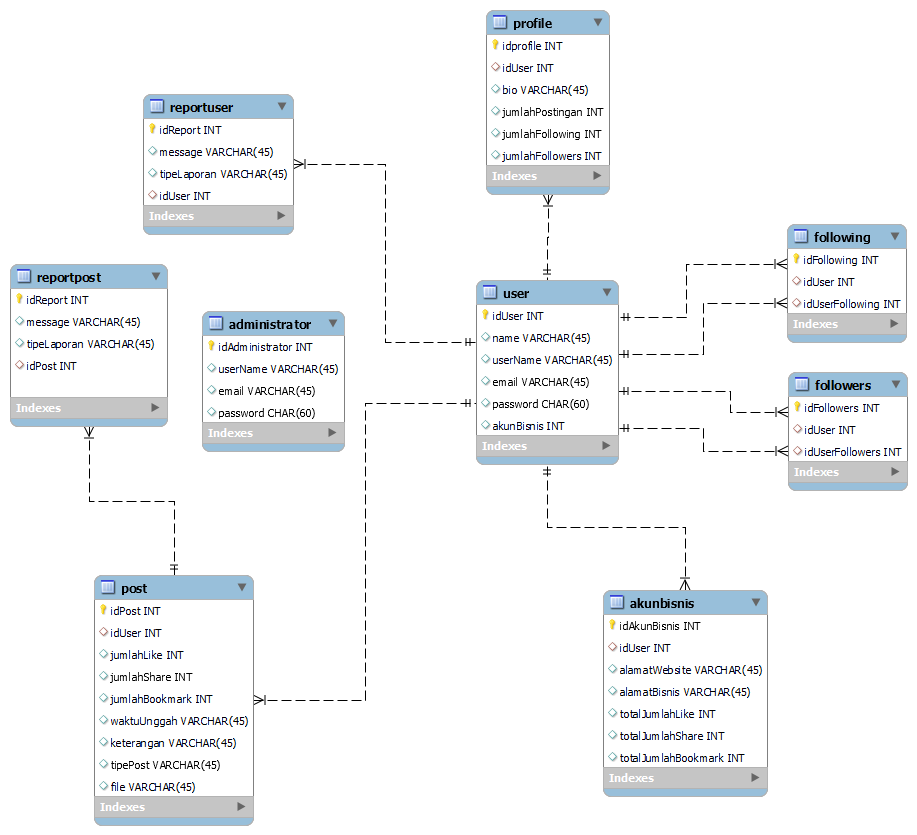 profile
idprofile INT
idUser INT
bio VARCHAR(45)
jumlahPostingan INT
jumlahFollowing INT
jumlahFollowers INT
Indexes
reportuser
idReport INT
message VARCHAR(45)
tipeLaporan VARCHAR(45)
idUser INT
Indexes
following
idFollowing INT
idUser INT
idUserFollowing INT
Indexes
reportpost
idReport INT
message VARCHAR(45)
tipeLaporan VARCHAR(45)
idPost INT
Indexes
administrator
idAdministrator INT
userName VARCHAR(45)
email VARCHAR(45)
password CHAR(60)
Indexes
user
idUser INT
name VARCHAR(45)
userName VARCHAR(45)
email VARCHAR(45)
password CHAR(60)
akunBisnis INT
Indexes
followers
idFollowers INT
idUser INT
idUserFollowers INT
Indexes
post
idPost INT
idUser INT
jumlahLike INT
jumlahShare INT
jumlahBookmark INT
waktuUnggah VARCHAR(45)
keterangan VARCHAR(45)
tipePost VARCHAR(45)
file VARCHAR(45)
Indexes
akunbisnis
idAkunBisnis INT
idUser INT
alamatWebsite VARCHAR(45)
alamatBisnis VARCHAR(45)
totalJumlahLike INT
totalJumlahShare INT
totalJumlahBookmark INT
Indexes